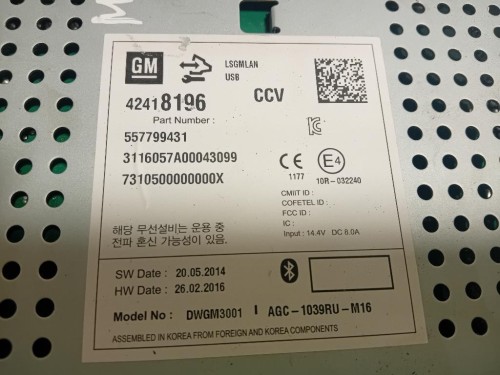 M
GM
LSGMLAN
USB
CCV
42418196
Part Number :
557799431
3116057A00043099
7310500000000X
CE
1177
E4
10R-032240
CMIIT ID :
COFETEL ID :
FCC ID :
IC :
Input : 14.4V DC 8.0A
해당 무선설비는 운용 중
전파 혼신 가능성이 있음.
SW Date : 20.05.2014
HW Date : 26.02.2016
Model No : DWGM3001 I AGC-1039RU-M16
ASSEMBLED IN KOREA FROM FOREIGN AND KOREA COMPONENTS